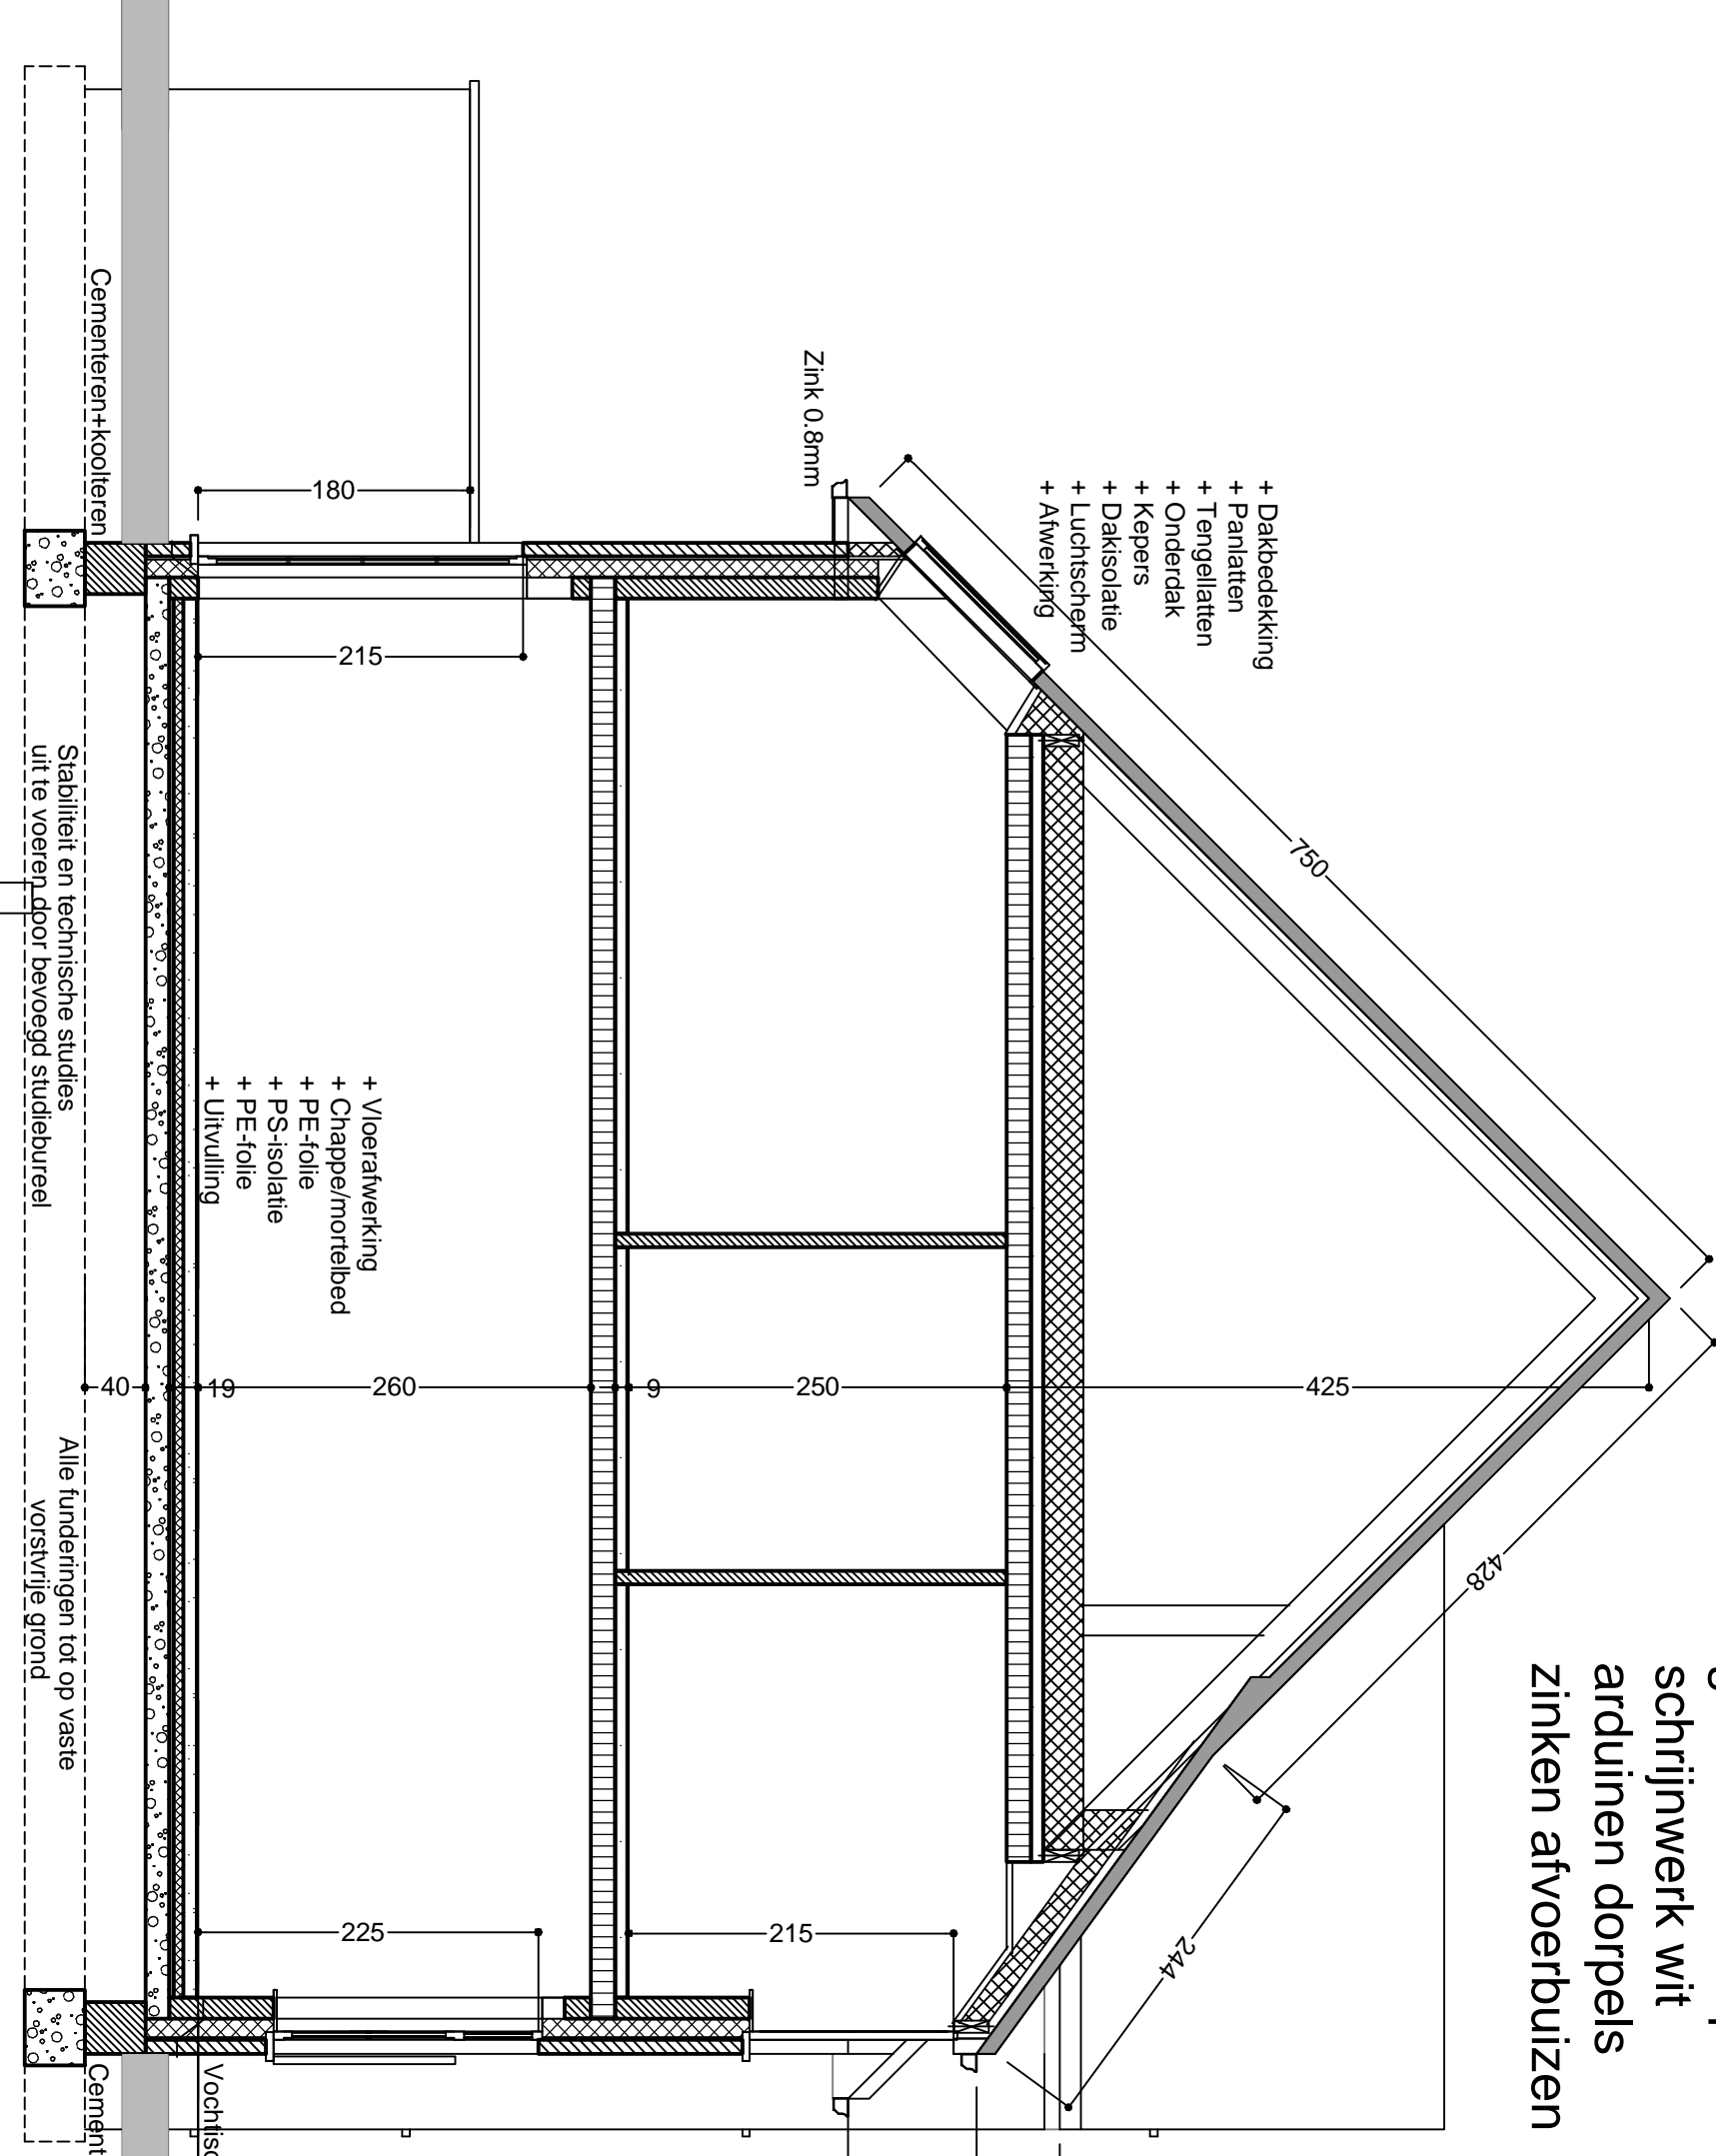 schrijnwerk wit
arduinen dorpels
zinken afvoerbuizen
+ Dakbedekking
+ Panlatten
+ Tengellatten
+ Onderdak
+ Kepers
+ Dakisolatie
+ Luchtscherm
+ Afwerking
Zink 0.8mm
750
428
244
425
250
9
260
19
40
180
215
225
215
+ Vloerafwerking
+ Chappe/mortelbed
+ PE-folie
+ PS-isolatie
+ PE-folie
+ Uitvulling
Cementeren+koolteren
Stabiliteit en technische studies
uit te voeren door bevoegd studiebureel
Alle funderingen tot op vaste
vorstvrije grond
Vochtisc
Cement